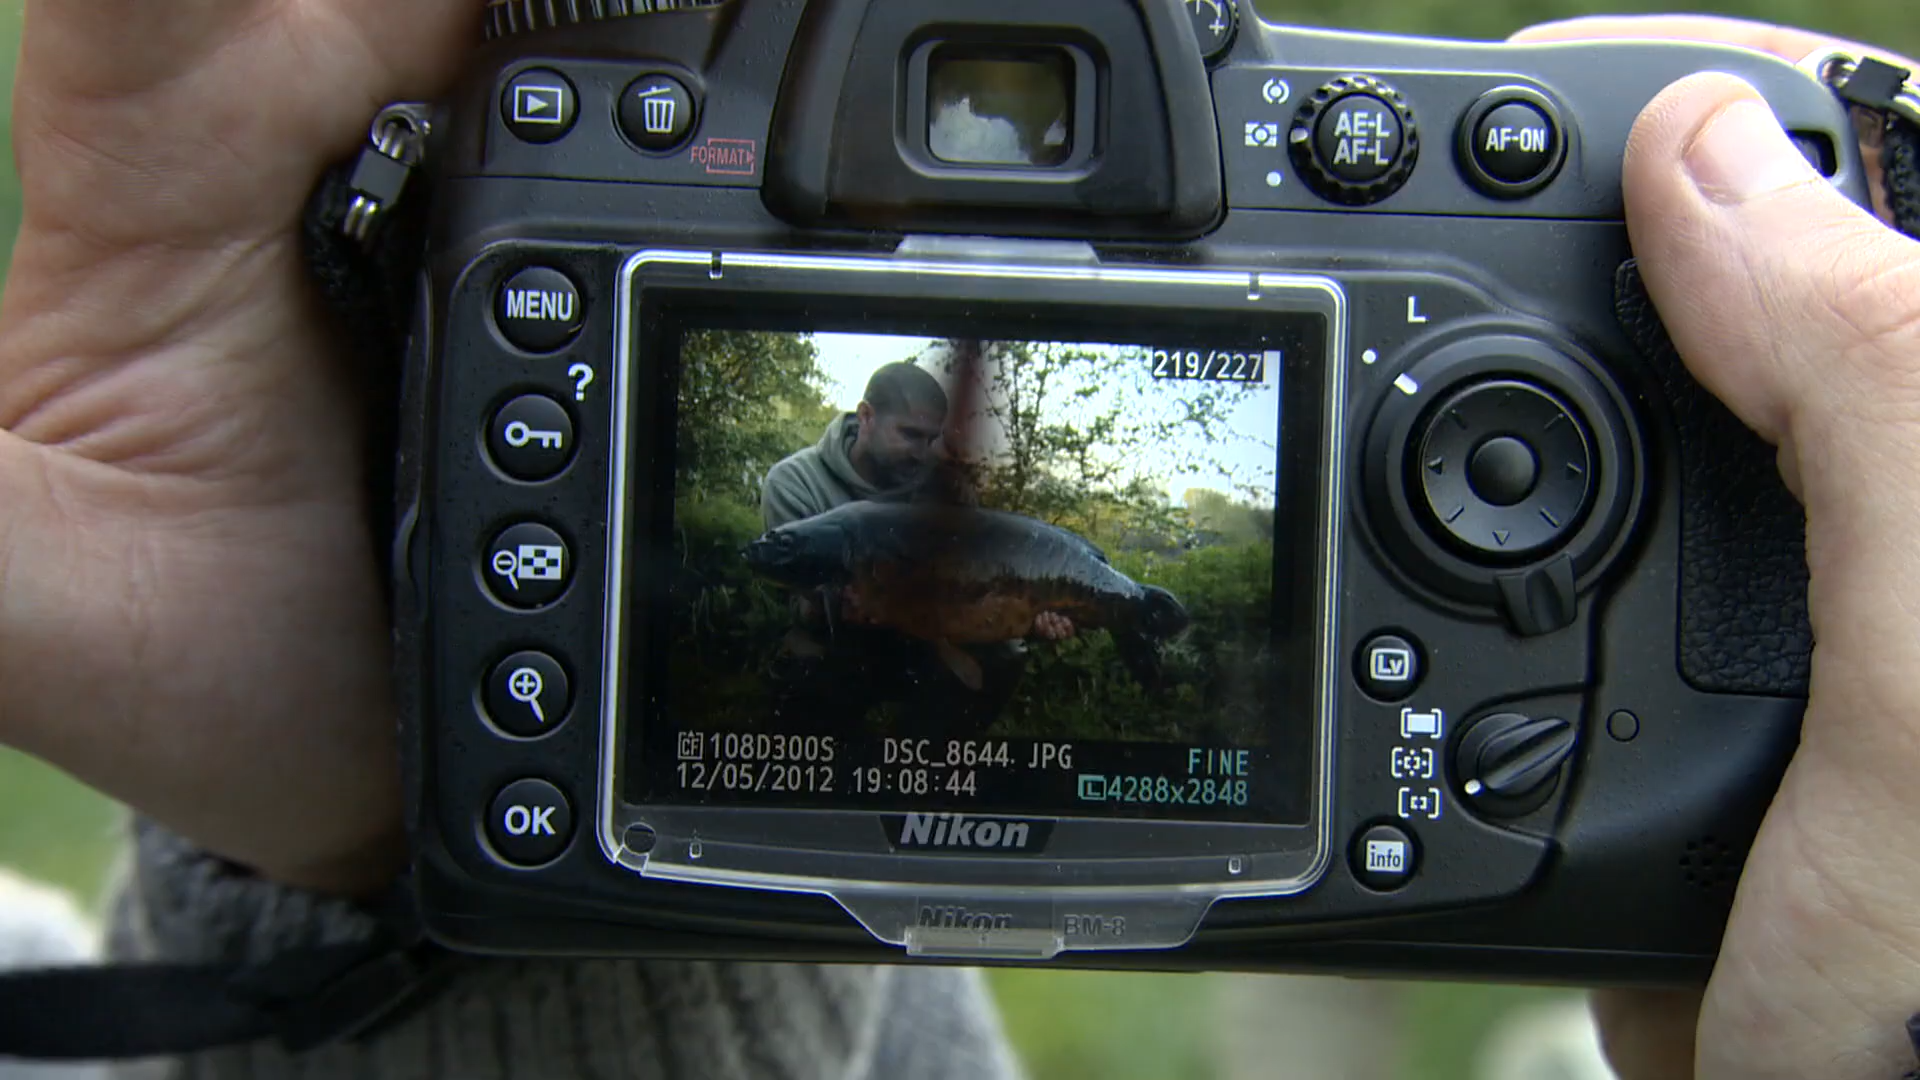 FORMAT
AE-L
AF-L
AF-ON
MENU
?
L
219/227
CF 108D300S DSC_8644.JPG FINE
12/05/2012 19:08:44 L 4288x2848
Lv
OK
Nikon
info
Nikon BM-8